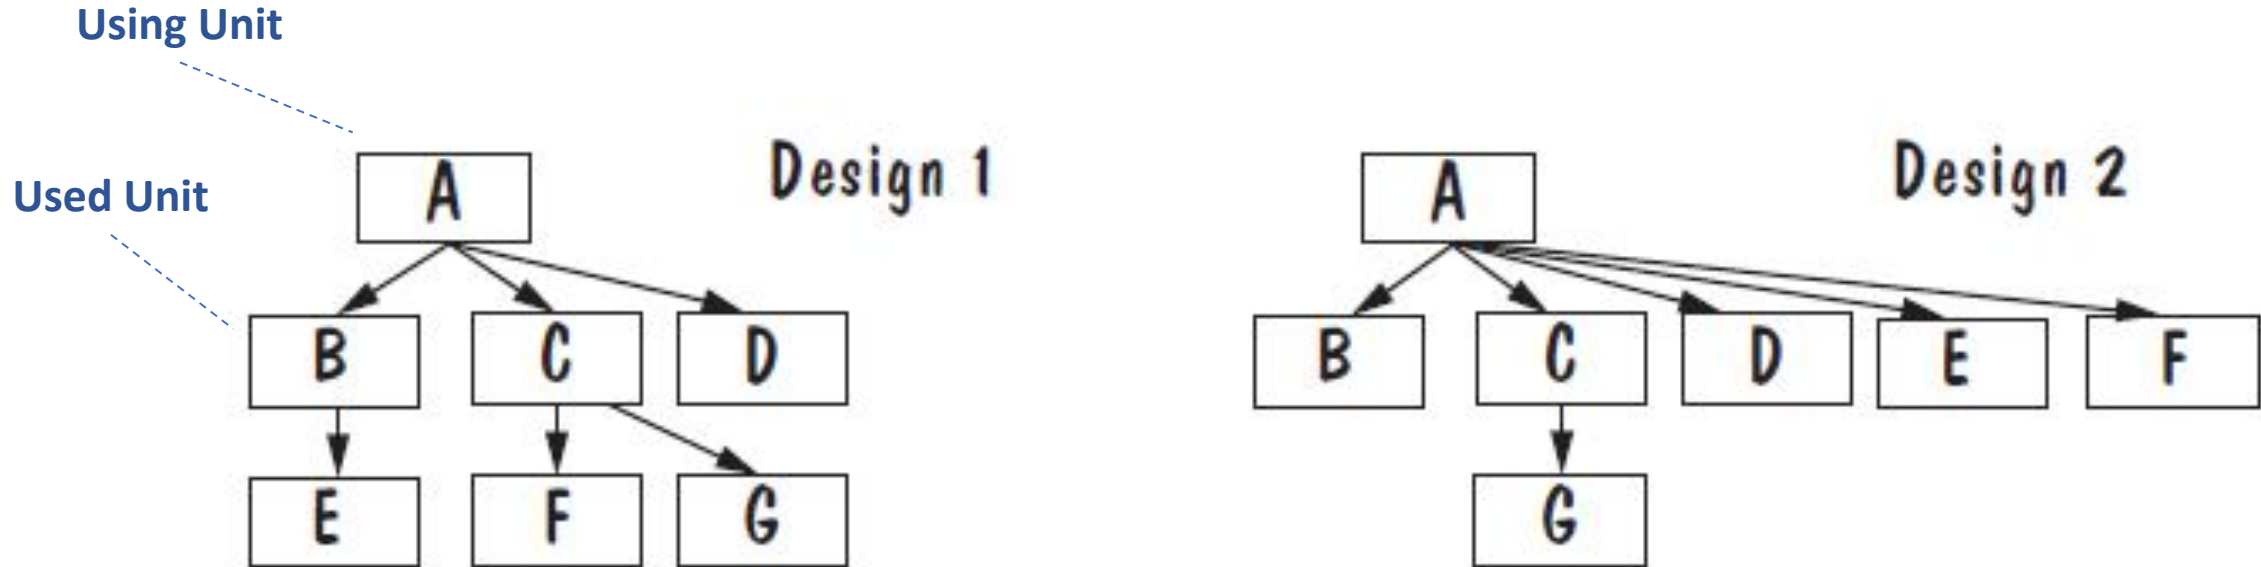 Using Unit
Used Unit
Design 1
A
B C D
E F G
Design 2
A
B C D E F
G